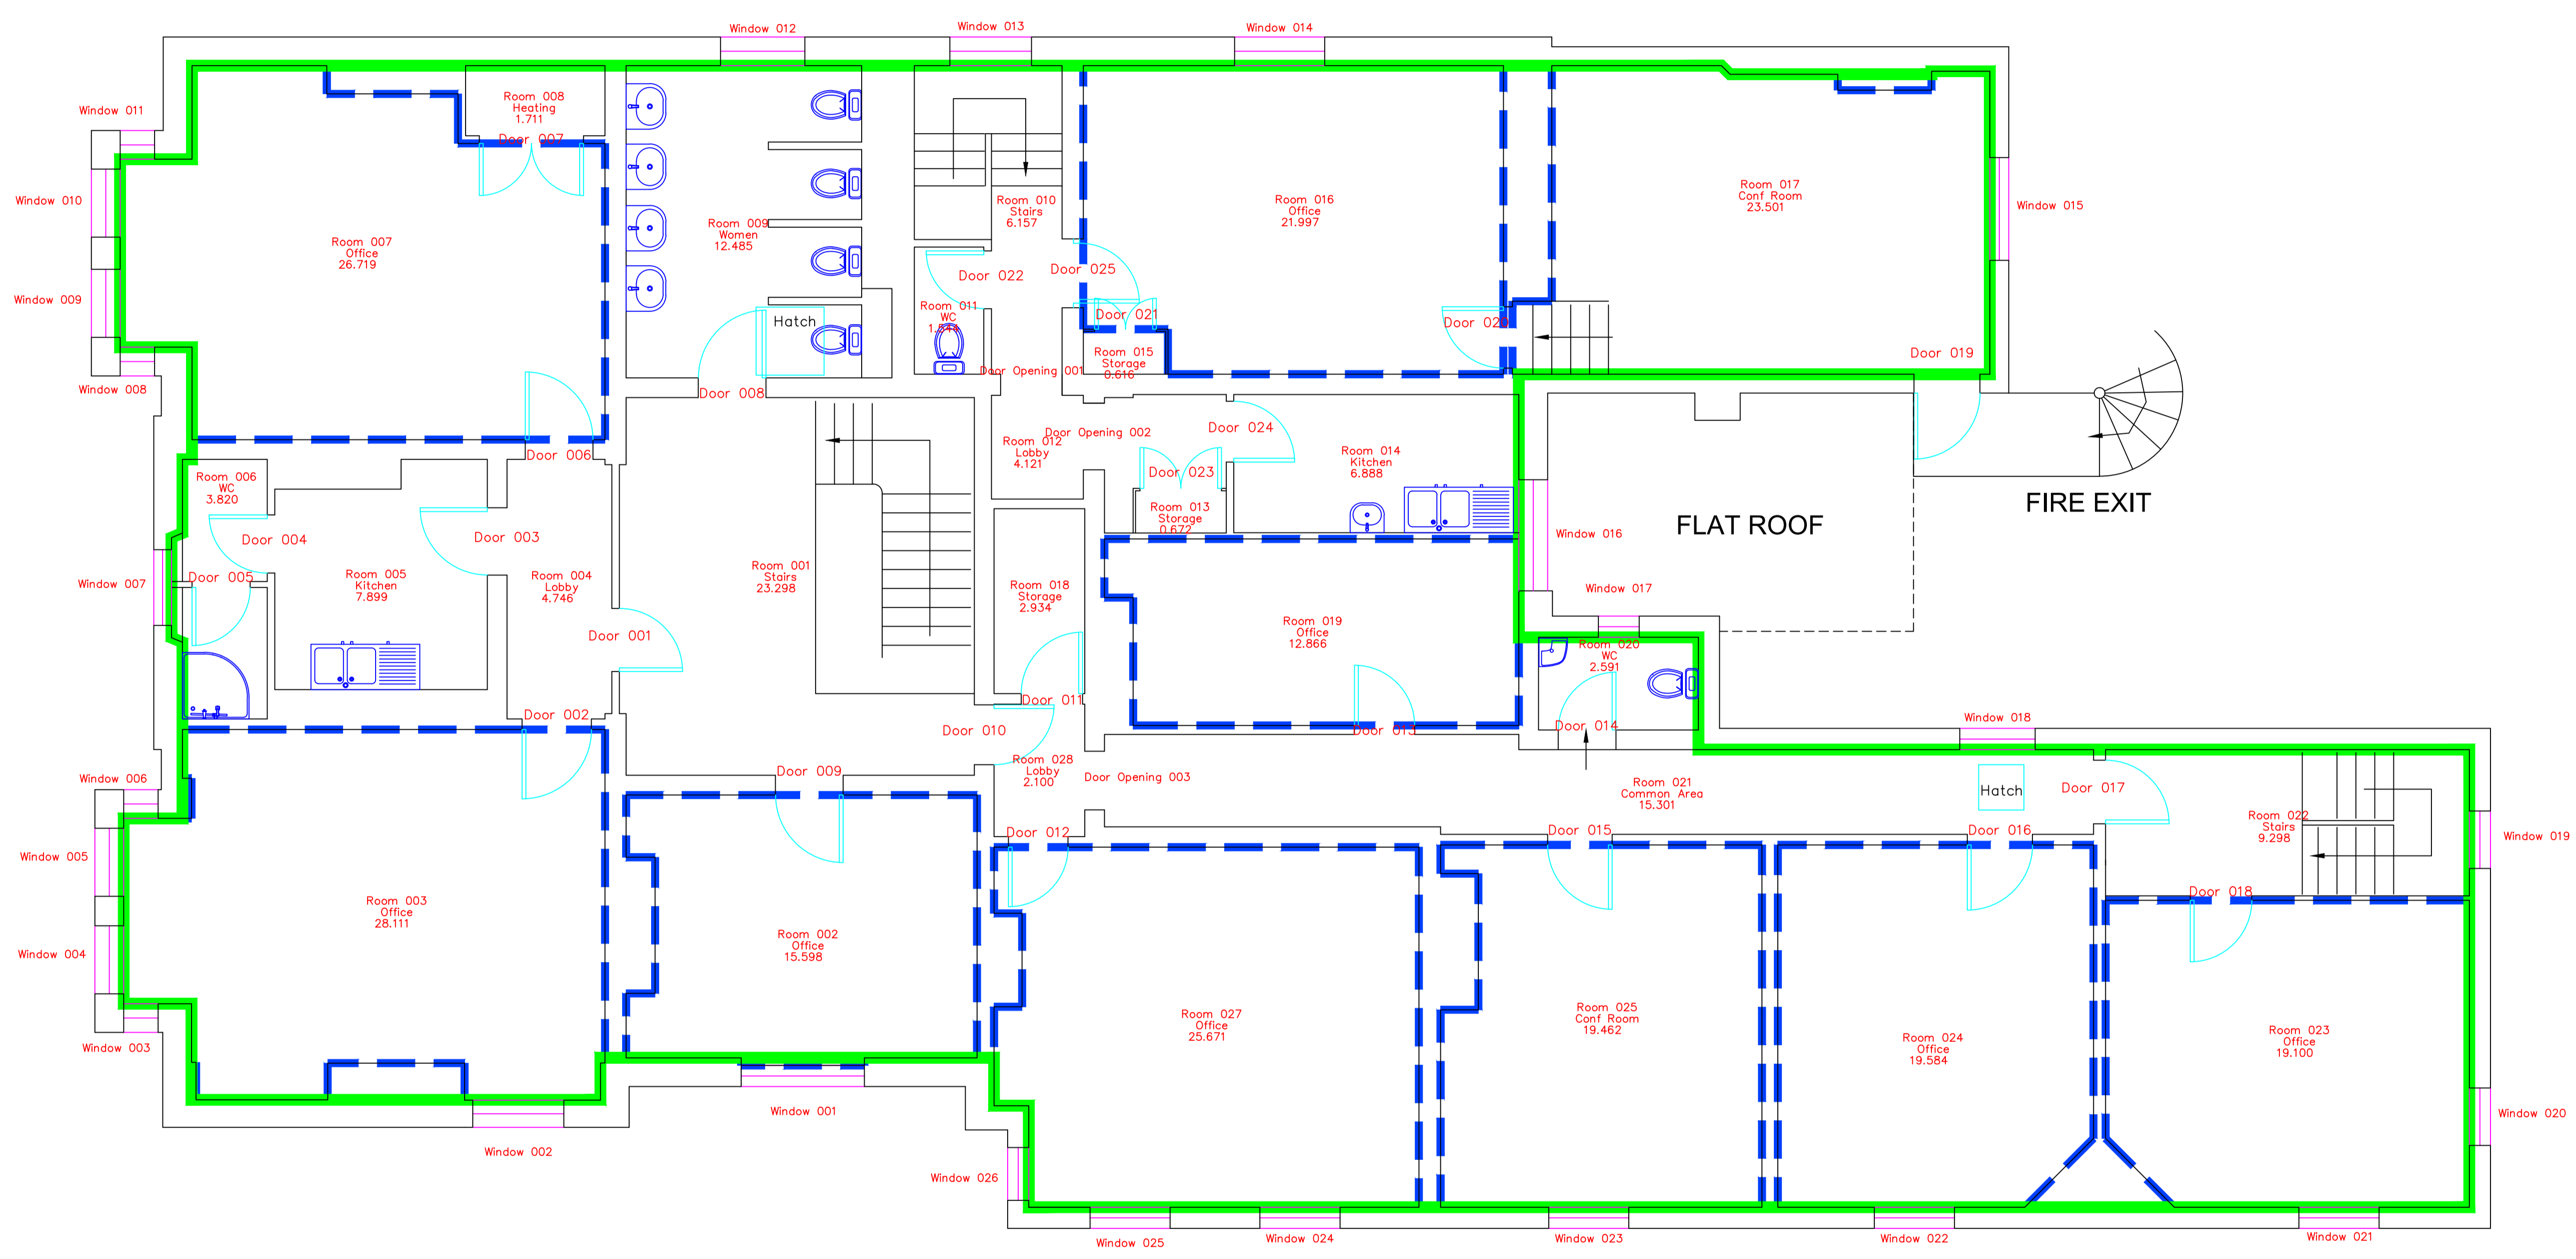 Window 012
Window 013
Window 014
Window 011
Room 008
Heating
1.711
Door 007
Window 010
Room 007
Office
26.719
Room 009
Women
12.485
Room 010
Stairs
6.157
Room 016
Office
21.997
Room 017
Conf Room
23.501
Window 015
Window 009
Door 022
Door 025
Room 011
WC
Hatch
Door 021
Door 020
Room 015
Storage
0.616
Door 019
Door Opening 001
Window 008
Door 008
Door 006
Room 012
Lobby
4.121
Door Opening 002
Door 024
Room 014
Kitchen
6.888
Door 023
Room 013
Storage
0.672
Room 006
WC
3.820
Door 004
Door 003
FLAT ROOF
FIRE EXIT
Window 016
Window 007
Door 005
Room 005
Kitchen
7.899
Room 004
Lobby
4.746
Room 001
Stairs
23.298
Room 018
Storage
2.934
Window 017
Door 001
Room 019
Office
12.866
Room 020
WC
2.591
Door 011
Door 002
Door 010
Door 013
Door 014
Window 018
Window 006
Door 009
Room 028
Lobby
2.100
Door Opening 003
Room 021
Common Area
15.301
Hatch
Door 017
Room 022
Stairs
9.298
Window 019
Door 012
Door 015
Door 016
Window 005
Door 018
Room 003
Office
28.111
Room 002
Office
15.598
Window 004
Room 027
Office
25.671
Room 025
Conf Room
19.462
Room 024
Office
19.584
Room 023
Office
19.100
Window 003
Window 001
Window 020
Window 002
Window 026
Window 025
Window 024
Window 023
Window 022
Window 021